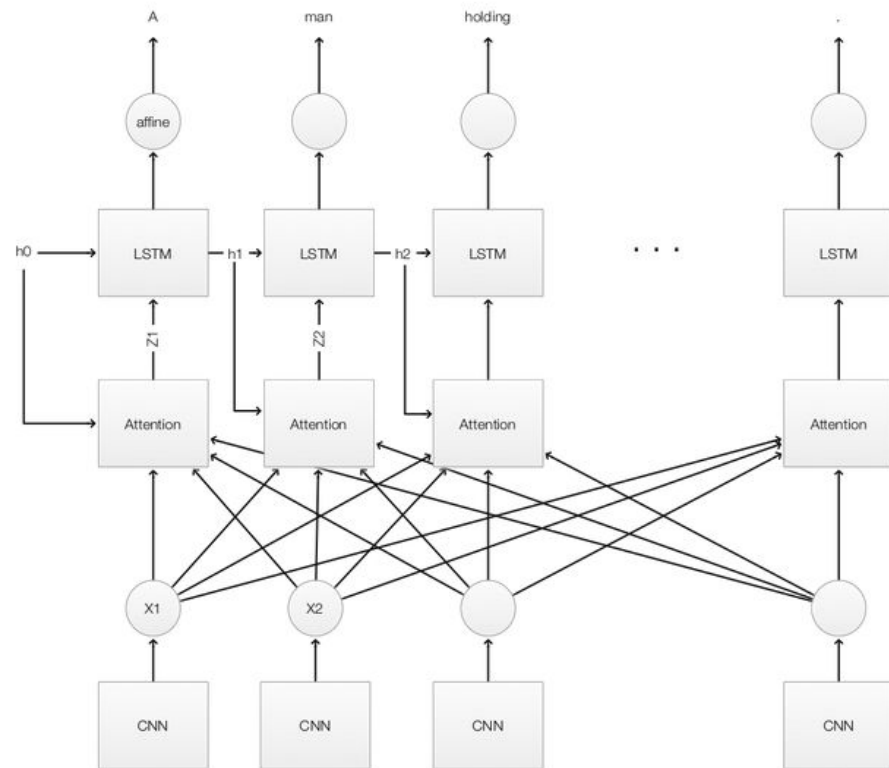 A man holding .
affine
h0 LSTM h1 LSTM h2 LSTM . . . LSTM
Z1 Z2
Attention Attention Attention Attention
X1 X2
CNN CNN CNN CNN